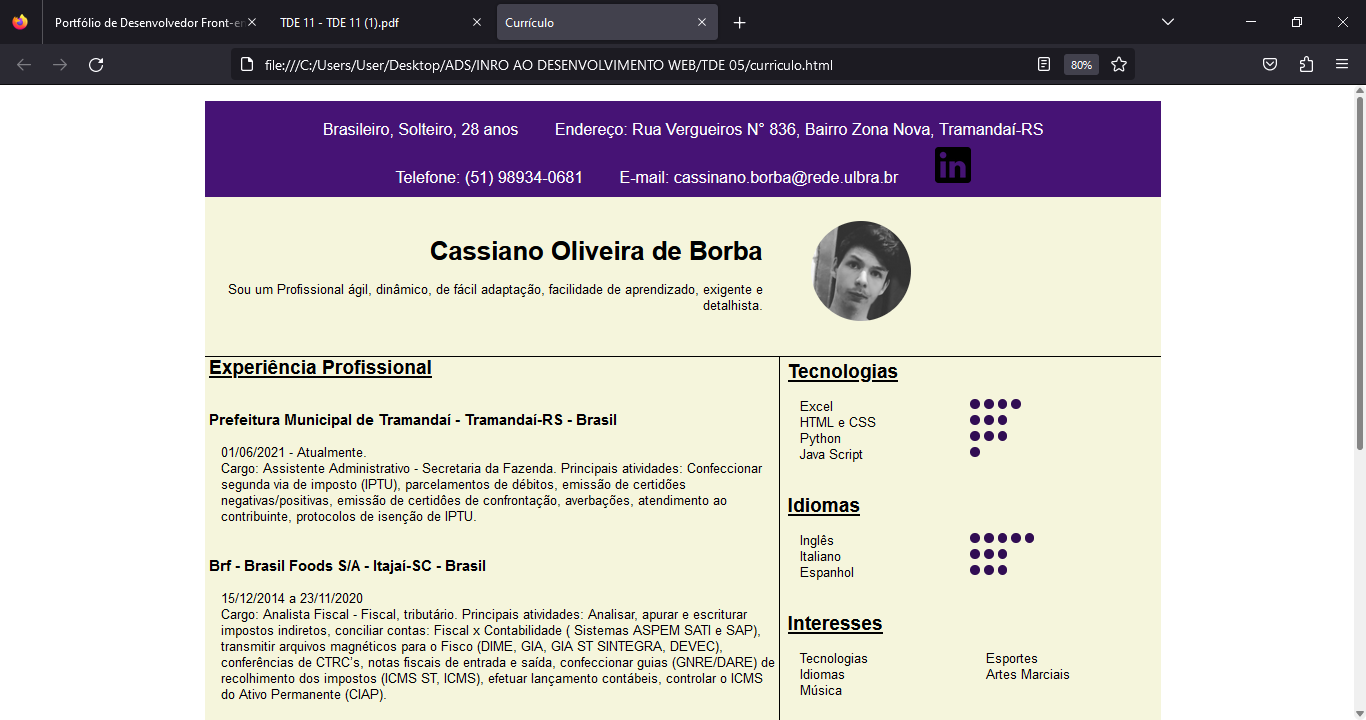 Portfólio de Desenvolvedor Front-en
TDE 11 - TDE 11 (1).pdf
Currículo
file:///C:/Users/User/Desktop/ADS/INRO AO DESENVOLVIMENTO WEB/TDE 05/curriculo.html
80%
Brasileiro, Solteiro, 28 anos Endereço: Rua Vergueiros N° 836, Bairro Zona Nova, Tramandaí-RS
Telefone: (51) 98934-0681 E-mail: cassinano.borba@rede.ulbra.br in
Cassiano Oliveira de Borba
Sou um Profissional ágil, dinâmico, de fácil adaptação, facilidade de aprendizado, exigente e
detalhista.
Experiência Profissional
Prefeitura Municipal de Tramandaí - Tramandaí-RS - Brasil
01/06/2021 - Atualmente.
Cargo: Assistente Administrativo - Secretaria da Fazenda. Principais atividades: Confeccionar
segunda via de imposto (IPTU), parcelamentos de débitos, emissão de certidões
negativas/positivas, emissão de certidôes de confrontação, averbações, atendimento ao
contribuinte, protocolos de isenção de IPTU.
Brf - Brasil Foods S/A - Itajaí-SC - Brasil
15/12/2014 a 23/11/2020
Cargo: Analista Fiscal - Fiscal, tributário. Principais atividades: Analisar, apurar e escriturar
impostos indiretos, conciliar contas: Fiscal x Contabilidade ( Sistemas ASPEM SATI e SAP),
transmitir arquivos magnéticos para o Fisco (DIME, GIA, GIA ST SINTEGRA, DEVEC),
conferências de CTRC's, notas fiscais de entrada e saída, confeccionar guias (GNRE/DARE) de
recolhimento dos impostos (ICMS ST, ICMS), efetuar lançamento contábeis, controlar o ICMS
do Ativo Permanente (CIAP).
Tecnologias
Excel
HTML e CSS
Python
Java Script
Idiomas
Inglês
Italiano
Espanhol
Interesses
Tecnologias Esportes
Idiomas Artes Marciais
Música